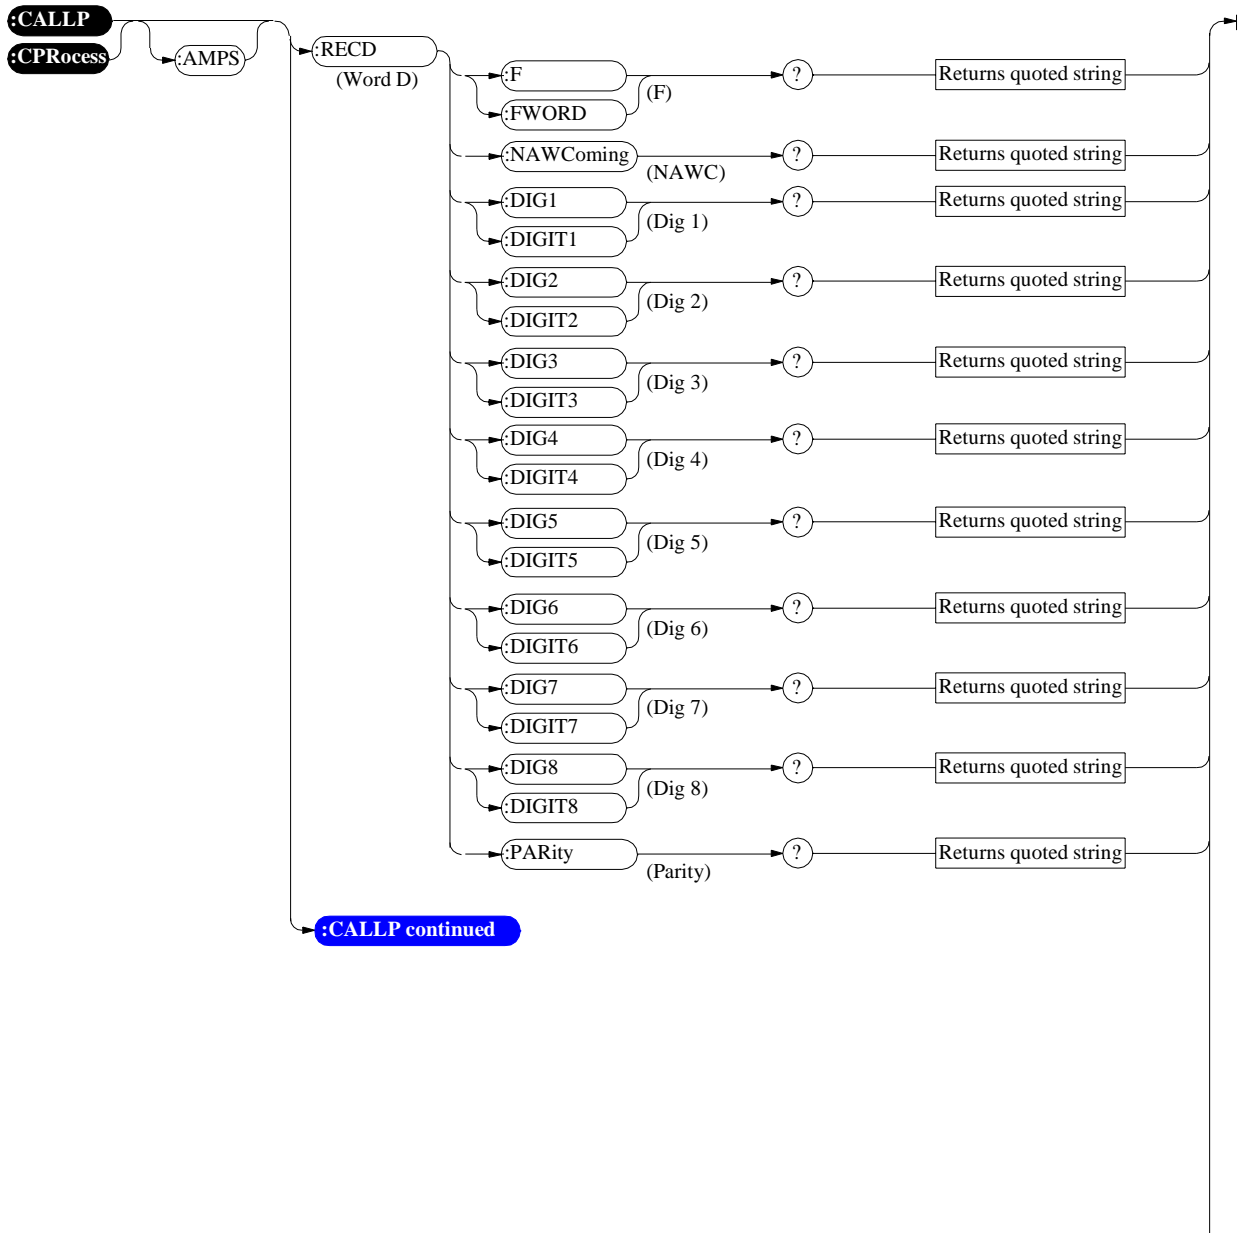 :CALLP
:CPRocess
:AMPS
:RECD
(Word D)
:F
:FWORD
(F)
?
Returns quoted string
:NAWComing
(NAWC)
?
Returns quoted string
:DIG1
:DIGIT1
(Dig 1)
?
Returns quoted string
:DIG2
:DIGIT2
(Dig 2)
?
Returns quoted string
:DIG3
:DIGIT3
(Dig 3)
?
Returns quoted string
:DIG4
:DIGIT4
(Dig 4)
?
Returns quoted string
:DIG5
:DIGIT5
(Dig 5)
?
Returns quoted string
:DIG6
:DIGIT6
(Dig 6)
?
Returns quoted string
:DIG7
:DIGIT7
(Dig 7)
?
Returns quoted string
:DIG8
:DIGIT8
(Dig 8)
?
Returns quoted string
:PARity
(Parity)
?
Returns quoted string
:CALLP continued